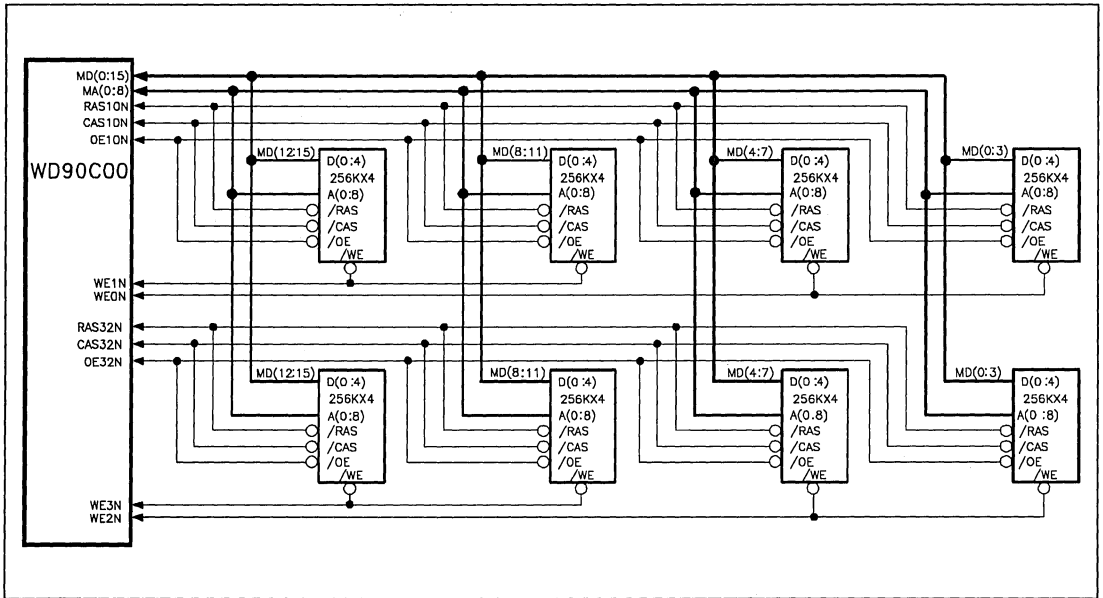 MD(0:15)
MA(0:8)
RAS10N
CAS10N
OE10N
WD90C00
WE1N
WE0N
RAS32N
CAS32N
OE32N
WE3N
WE2N
MD(12:15)
D(0:4)
256KX4
A(0:8)
/RAS
/CAS
/OE
/WE
MD(8:11)
D(0:4)
256KX4
A(0:8)
/RAS
/CAS
/OE
/WE
MD(4:7)
D(0:4)
256KX4
A(0:8)
/RAS
/CAS
/OE
/WE
MD(0:3)
D(0:4)
256KX4
A(0:8)
/RAS
/CAS
/OE
/WE
MD(12:15)
D(0:4)
256KX4
A(0:8)
/RAS
/CAS
/OE
/WE
MD(8:11)
D(0:4)
256KX4
A(0:8)
/RAS
/CAS
/OE
/WE
MD(4:7)
D(0:4)
256KX4
A(0.8)
/RAS
/CAS
/OE
/WE
MD(0:3)
D(0:4)
256KX4
A(0:8)
/RAS
/CAS
/OE
/WE